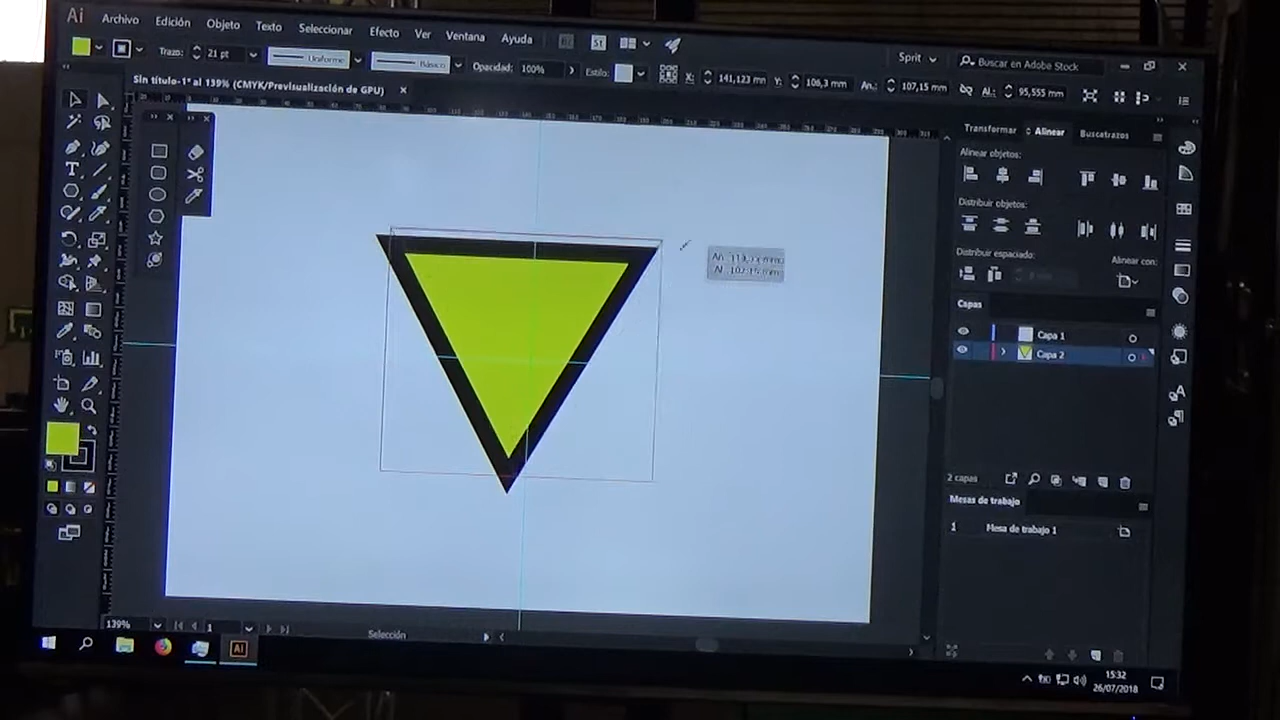 Ai Archivo Edición Objeto Texto Seleccionar Efecto Ver Ventana Ayuda Br St Sprit Buscar en Adobe Stock
Trazo: 21 pt Uniforme Básico Opacidad: 100% Estilo: X: 141,123 mm Y: 106,3 mm An.: 107,15 mm Al.: 95,555 mm
Sin título-1* al 139% (CMYK/Previsualización de GPU)
Transformar Alinear Buscatrazos
Alinear objetos:
Distribuir objetos:
Distribuir espaciado: Alinear con:
Capas
Capa 1
Capa 2
2 capas
Mesas de trabajo
1 Mesa de trabajo 1
139% 1 Selección
Ai
15:32
26/07/2018